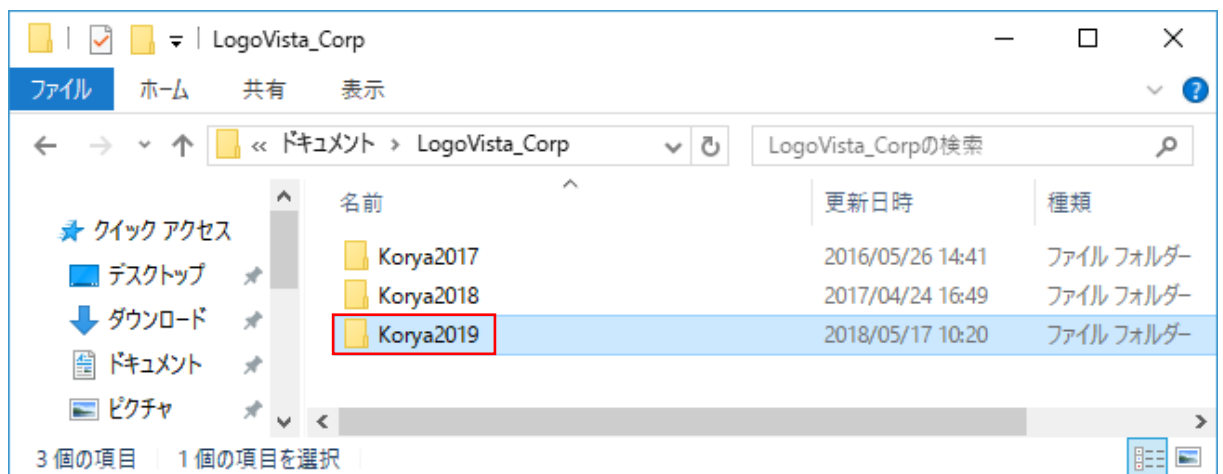 LogoVista_Corp
ファイル ホーム 共有 表示
« ドキュメント › LogoVista_Corp LogoVista_Corpの検索
名前 更新日時 種類
クイック アクセス
デスクトップ
ダウンロード
ドキュメント
ピクチャ
Korya2017 2016/05/26 14:41 ファイル フォルダー
Korya2018 2017/04/24 16:49 ファイル フォルダー
Korya2019 2018/05/17 10:20 ファイル フォルダー
3 個の項目 1 個の項目を選択